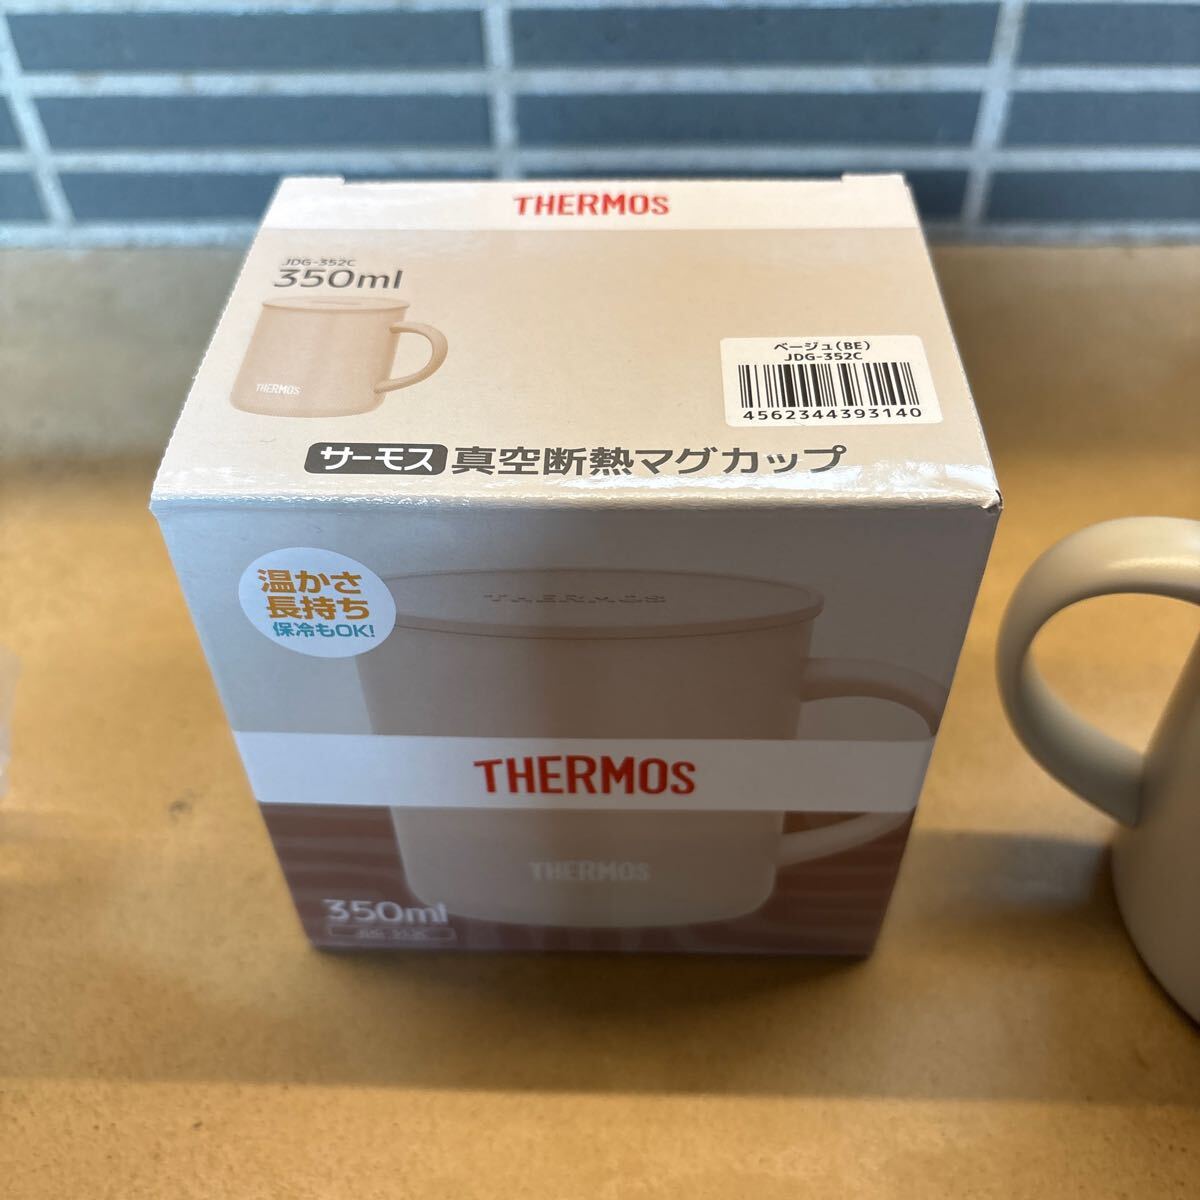 THERMOS
JDG-352C
350ml
THERMOS
ベージュ(BE)
JDG-352C
4562344393140
サーモス 真空断熱マグカップ
温かさ
長持ち
保冷もOK!
THERMOS
THERMOS
THERMOS
350ml
JDG-352C